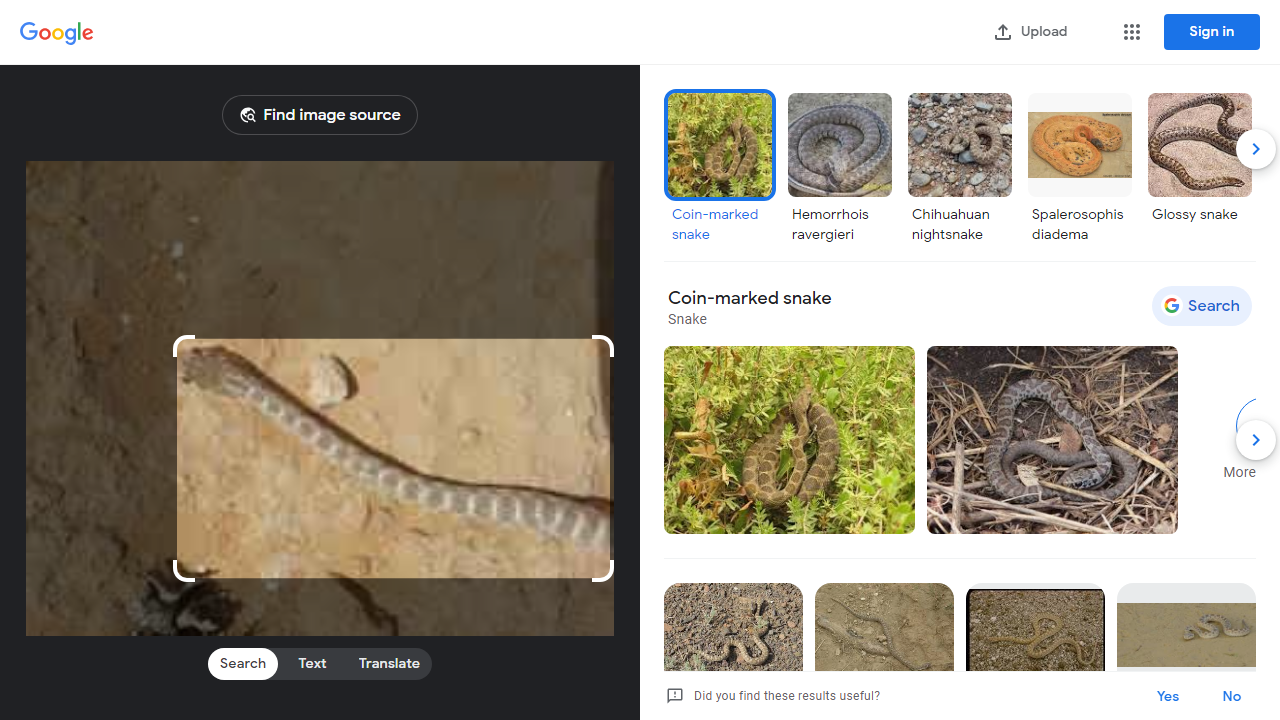 Google
Upload
Sign in
Find image source
Search
Text
Translate
Coin-marked
snake
Hemorrhois
ravergieri
Chihuahuan
nightsnake
Spalerosophis
diadema
Glossy snake
Coin-marked snake
Snake
Search
More
Did you find these results useful?
Yes
No